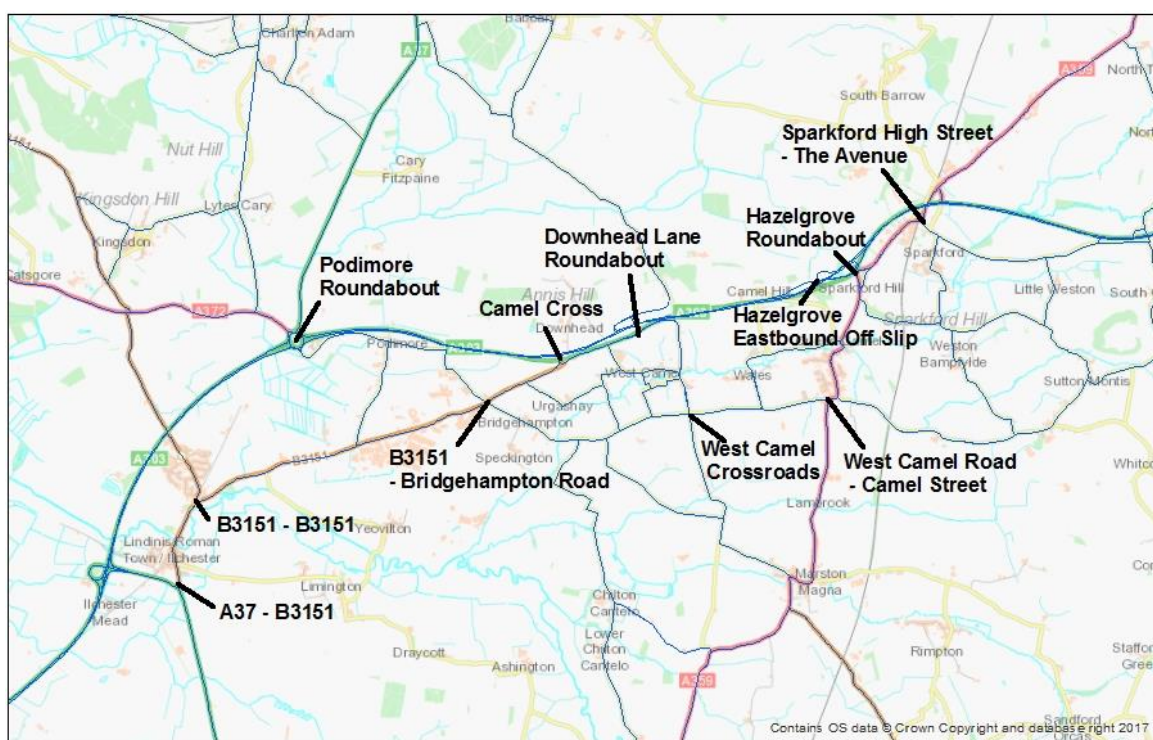 Babcary
Charlton Adam
A37
A359
North
South Barrow
Sparkford High Street
- The Avenue
B3151
Nut Hill
Cary
Fitzpaine
Kingsdon Hill
Lytes Cary
Kingsdon
Hazelgrove
Roundabout
Downhead Lane
Roundabout
Sparkford
Catsgore
Podimore
Roundabout
Annis Hill
Camel Hill
Sparkford Hill
Little Weston
South
A372
Camel Cross
Downhead
A303
Hazelgrove
Eastbound Off Slip
Sparkford Hill
Podimore
A303
Weston
Bampfylde
West Camel
Wales
Sutton Montis
Urgashay
Bridgehampton
B3151
B3151
- Bridgehampton Road
Speckington
West Camel
Crossroads
West Camel Road
- Camel Street
A303
B3151 - B3151
Lambrook
Yeovilton
Lindinis Roman
Town / Ilchester
Limington
Ilchester
Mead
A37 - B3151
Chilton
Cantelo
Marston
Magna
Lower
Chilton
Cantelo
Draycott
Ashington
Rimpton
A359
Sandford
Orcas
Contains OS data © Crown Copyright and database right 2017